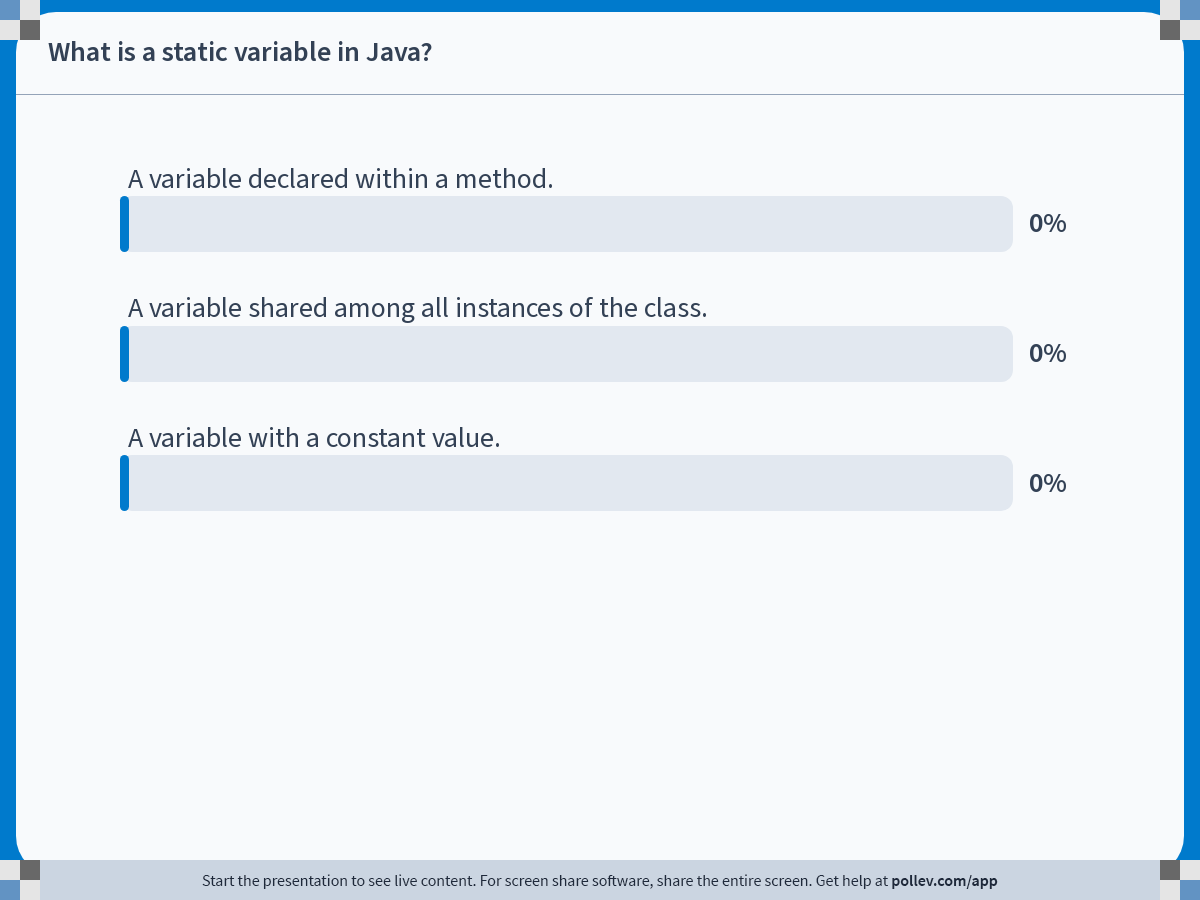 What is a static variable in Java?
A variable declared within a method.
0%
A variable shared among all instances of the class.
0%
A variable with a constant value.
0%
Start the presentation to see live content. For screen share software, share the entire screen. Get help at pollev.com/app